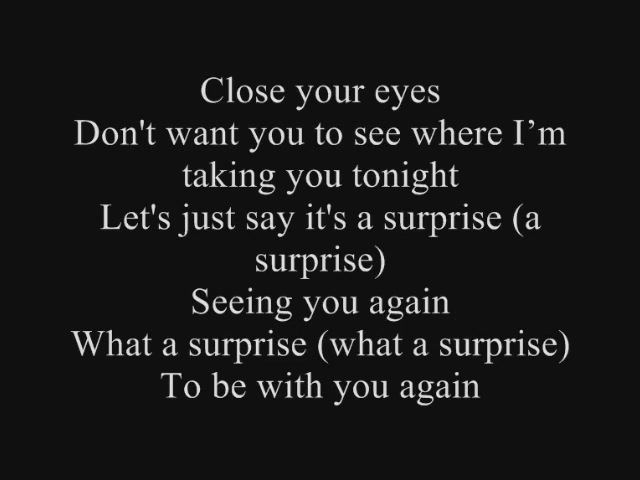 Close your eyes
Don't want you to see where I’m
taking you tonight
Let's just say it's a surprise (a
surprise)
Seeing you again
What a surprise (what a surprise)
To be with you again